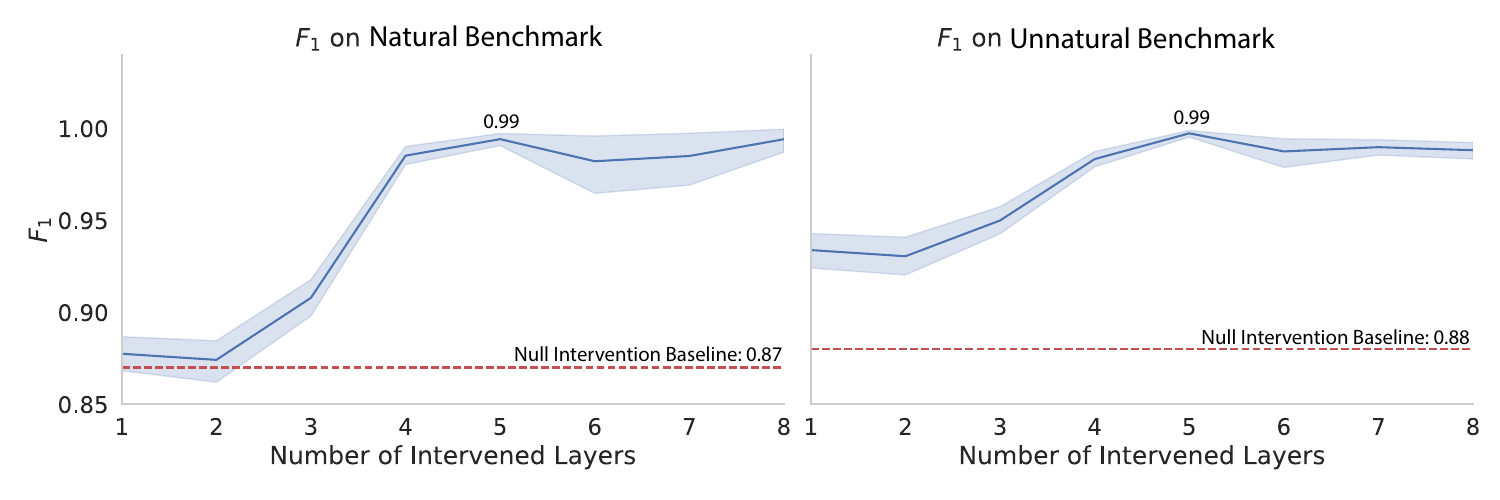 F1 on Natural Benchmark
F1
1.00
0.95
0.90
0.85
0.99
Null Intervention Baseline: 0.87
1 2 3 4 5 6 7 8
Number of Intervened Layers
F1 on Unnatural Benchmark
0.99
Null Intervention Baseline: 0.88
1 2 3 4 5 6 7 8
Number of Intervened Layers